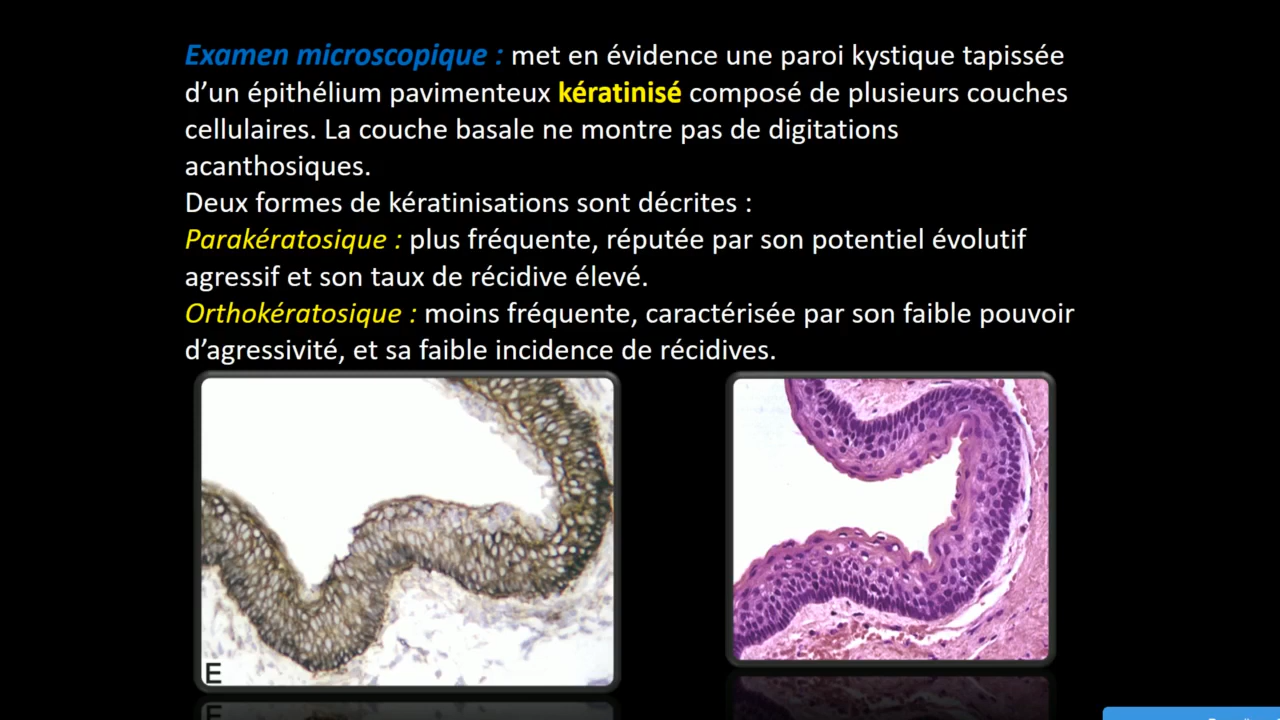 Examen microscopique : met en évidence une paroi kystique tapissée
d’un épithélium pavimenteux kératinisé composé de plusieurs couches
cellulaires. La couche basale ne montre pas de digitations
acanthosiques.
Deux formes de kératinisations sont décrites :
Parakératosique : plus fréquente, réputée par son potentiel évolutif
agressif et son taux de récidive élevé.
Orthokératosique : moins fréquente, caractérisée par son faible pouvoir
d’agressivité, et sa faible incidence de récidives.
E